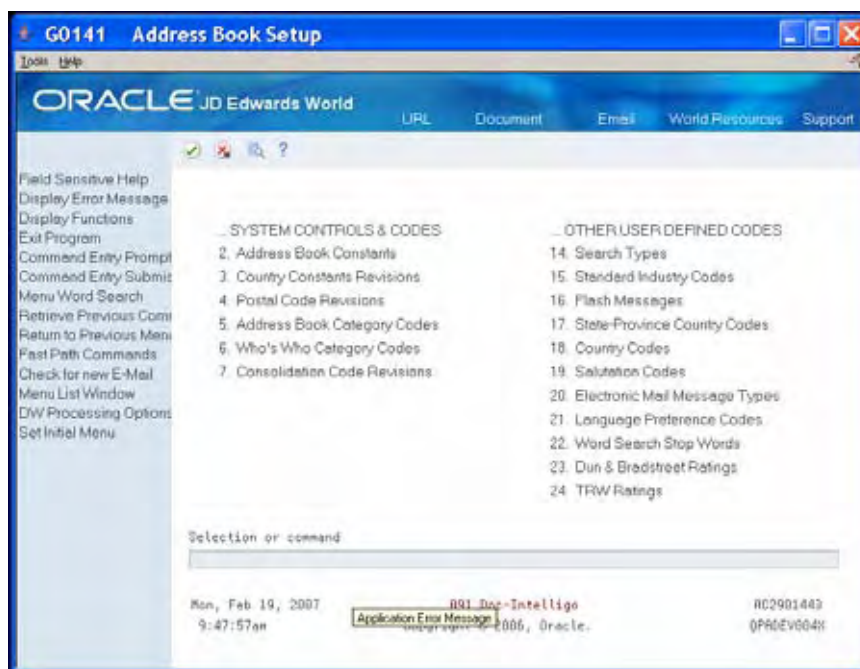 G0141 Address Book Setup
Tools Help
ORACLE JD Edwards World
URL Document Email World Resources Support
?
Field Sensitive Help
Display Error Message
Display Functions
Exit Program
Command Entry Prompt
Command Entry Submit
Menu Word Search
Retrieve Previous Com
Return to Previous Menu
Fast Path Commands
Check for new E-Mail
Menu List Window
DW Processing Options
Set Initial Menu
... SYSTEM CONTROLS & CODES
2. Address Book Constants
3. Country Constants Revisions
4. Postal Code Revisions
5. Address Book Category Codes
6. Who's Who Category Codes
7. Consolidation Code Revisions
... OTHER USER DEFINED CODES
14. Search Types
15. Standard Industry Codes
16. Flash Messages
17. State-Province Country Codes
18. Country Codes
19. Salutation Codes
20. Electronic Mail Message Types
21. Language Preference Codes
22. Word Search Stop Words
23. Dun & Bradstreet Ratings
24. TRW Ratings
Selection or command
Mon, Feb 19, 2007 A91 Doc-Intelligo RC2901443
9:47:57am 2006, Oracle. QPADEV004X
Application Error Message